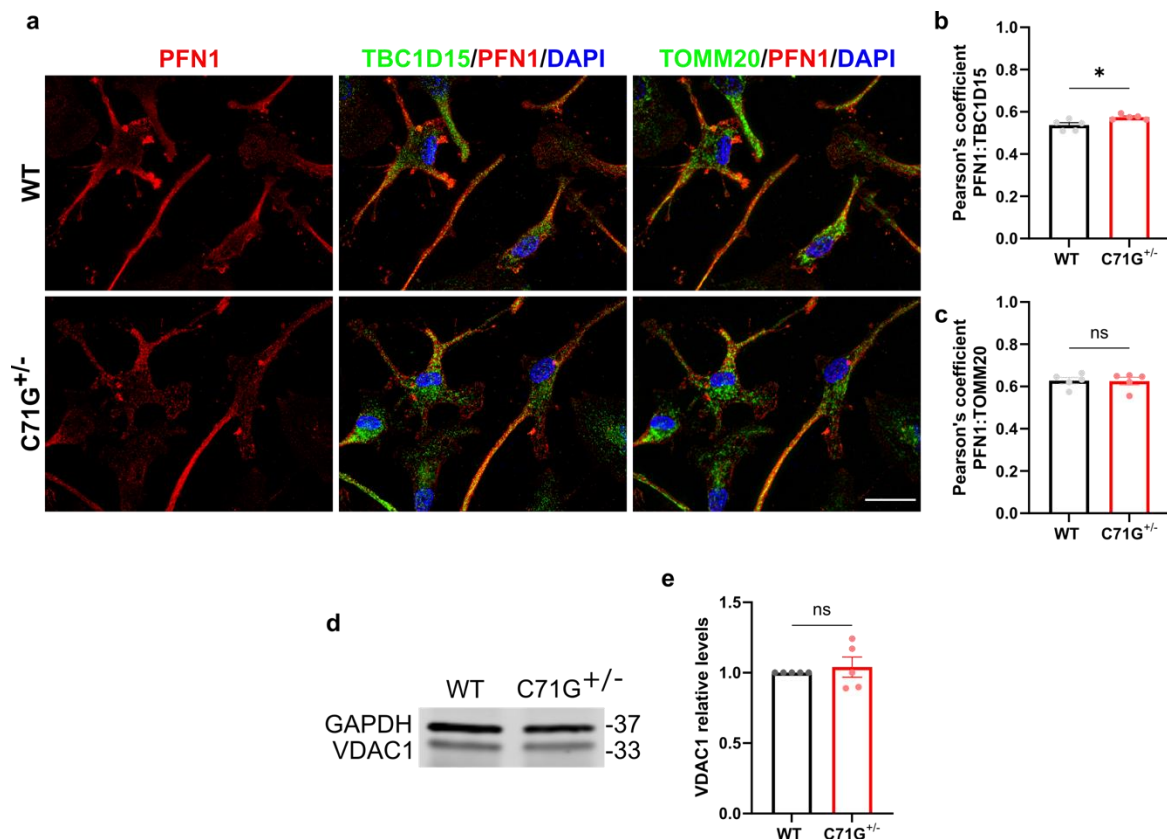 a
PFN1
TBC1D15/PFN1/DAPI
TOMM20/PFN1/DAPI
WT
C71G+/-
b
Pearson's coefficient
PFN1:TBC1D15
1.0
0.8
0.6
0.4
0.2
0.0
*
WT
C71G+/-
c
Pearson's coefficient
PFN1:TOMM20
1.0
0.8
0.6
0.4
0.2
0.0
ns
WT
C71G+/-
d
WT
C71G+/-
GAPDH
-37
VDAC1
-33
e
VDAC1 relative levels
1.5
1.0
0.5
0.0
ns
WT
C71G+/-